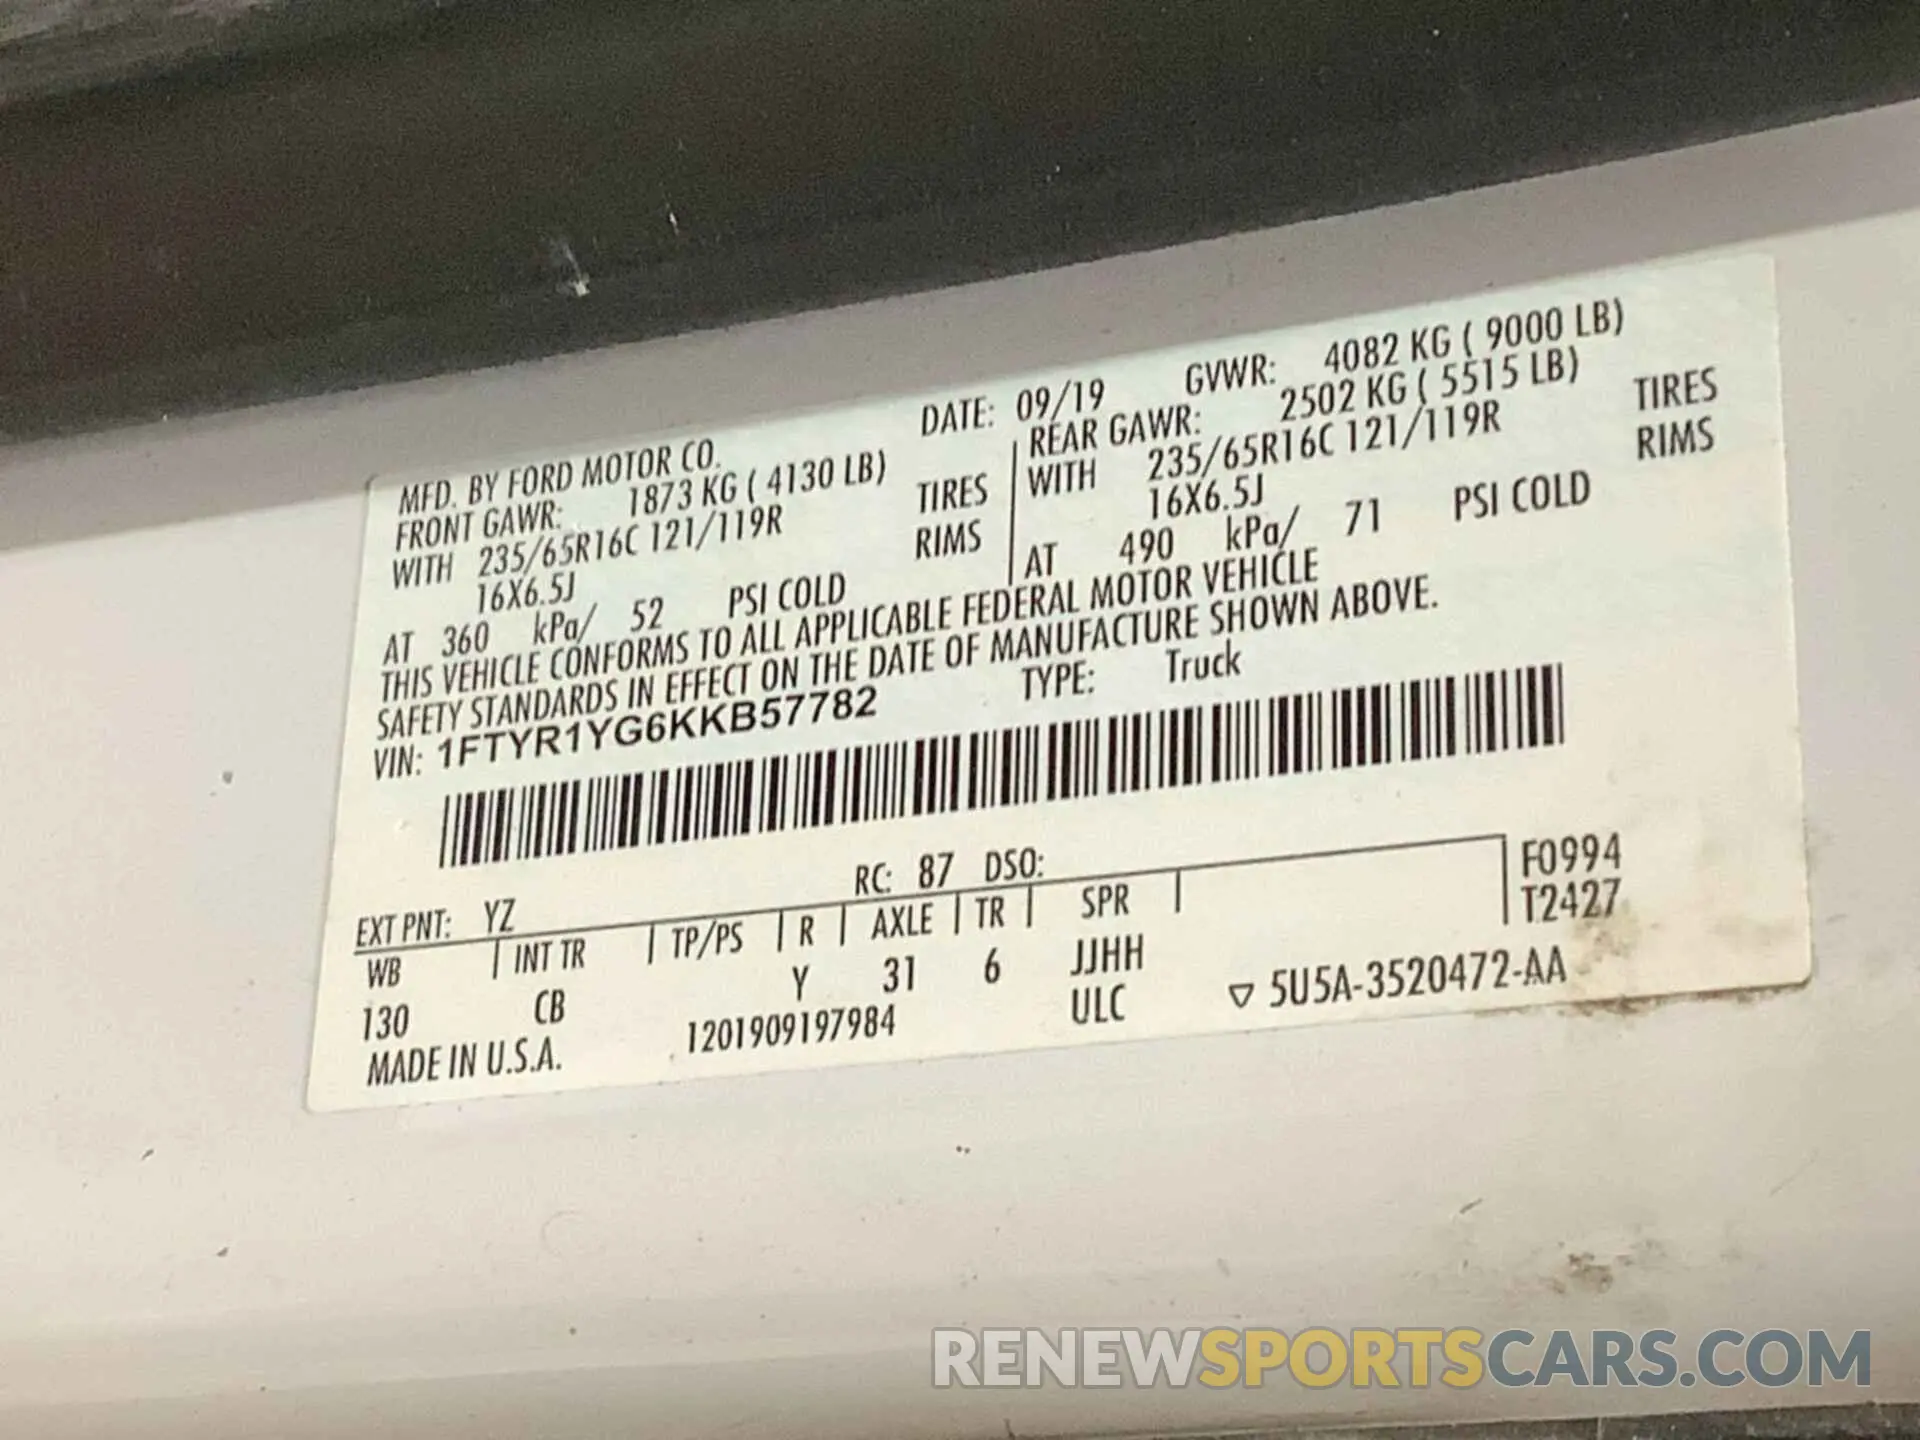 MFD. BY FORD MOTOR CO. DATE: 09/19 GVWR: 4082 KG ( 9000 LB)
FRONT GAWR: 1873 KG ( 4130 LB) REAR GAWR: 2502 KG ( 5515 LB)
WITH 235/65R16C 121/119R TIRES WITH 235/65R16C 121/119R TIRES
16X6.5J RIMS 16X6.5J RIMS
AT 360 kPa/ 52 PSI COLD AT 490 kPa/ 71 PSI COLD
THIS VEHICLE CONFORMS TO ALL APPLICABLE FEDERAL MOTOR VEHICLE
SAFETY STANDARDS IN EFFECT ON THE DATE OF MANUFACTURE SHOWN ABOVE.
VIN: 1FTYR1YG6KKB57782 TYPE: Truck
EXT PNT: YZ RC: 87 DSO: F0994
WB INT TR TP/PS R AXLE TR SPR T2427
130 CB Y 31 6 JJHH
MADE IN U.S.A. 1201909197984 ULC ▽ 5U5A-3520472-AA
RENEWSPORTSCARS.COM